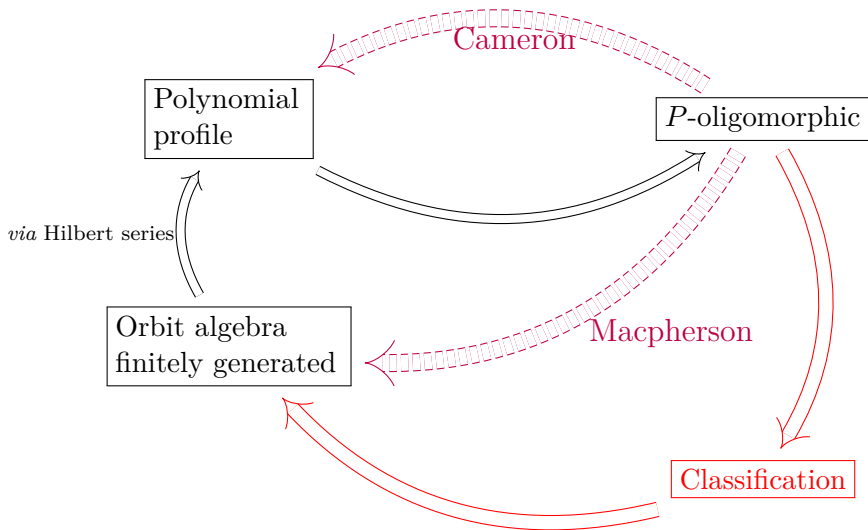 Cameron
Polynomial
profile
P-oligomorphic
via Hilbert series
Orbit algebra
finitely generated
Macpherson
Classification